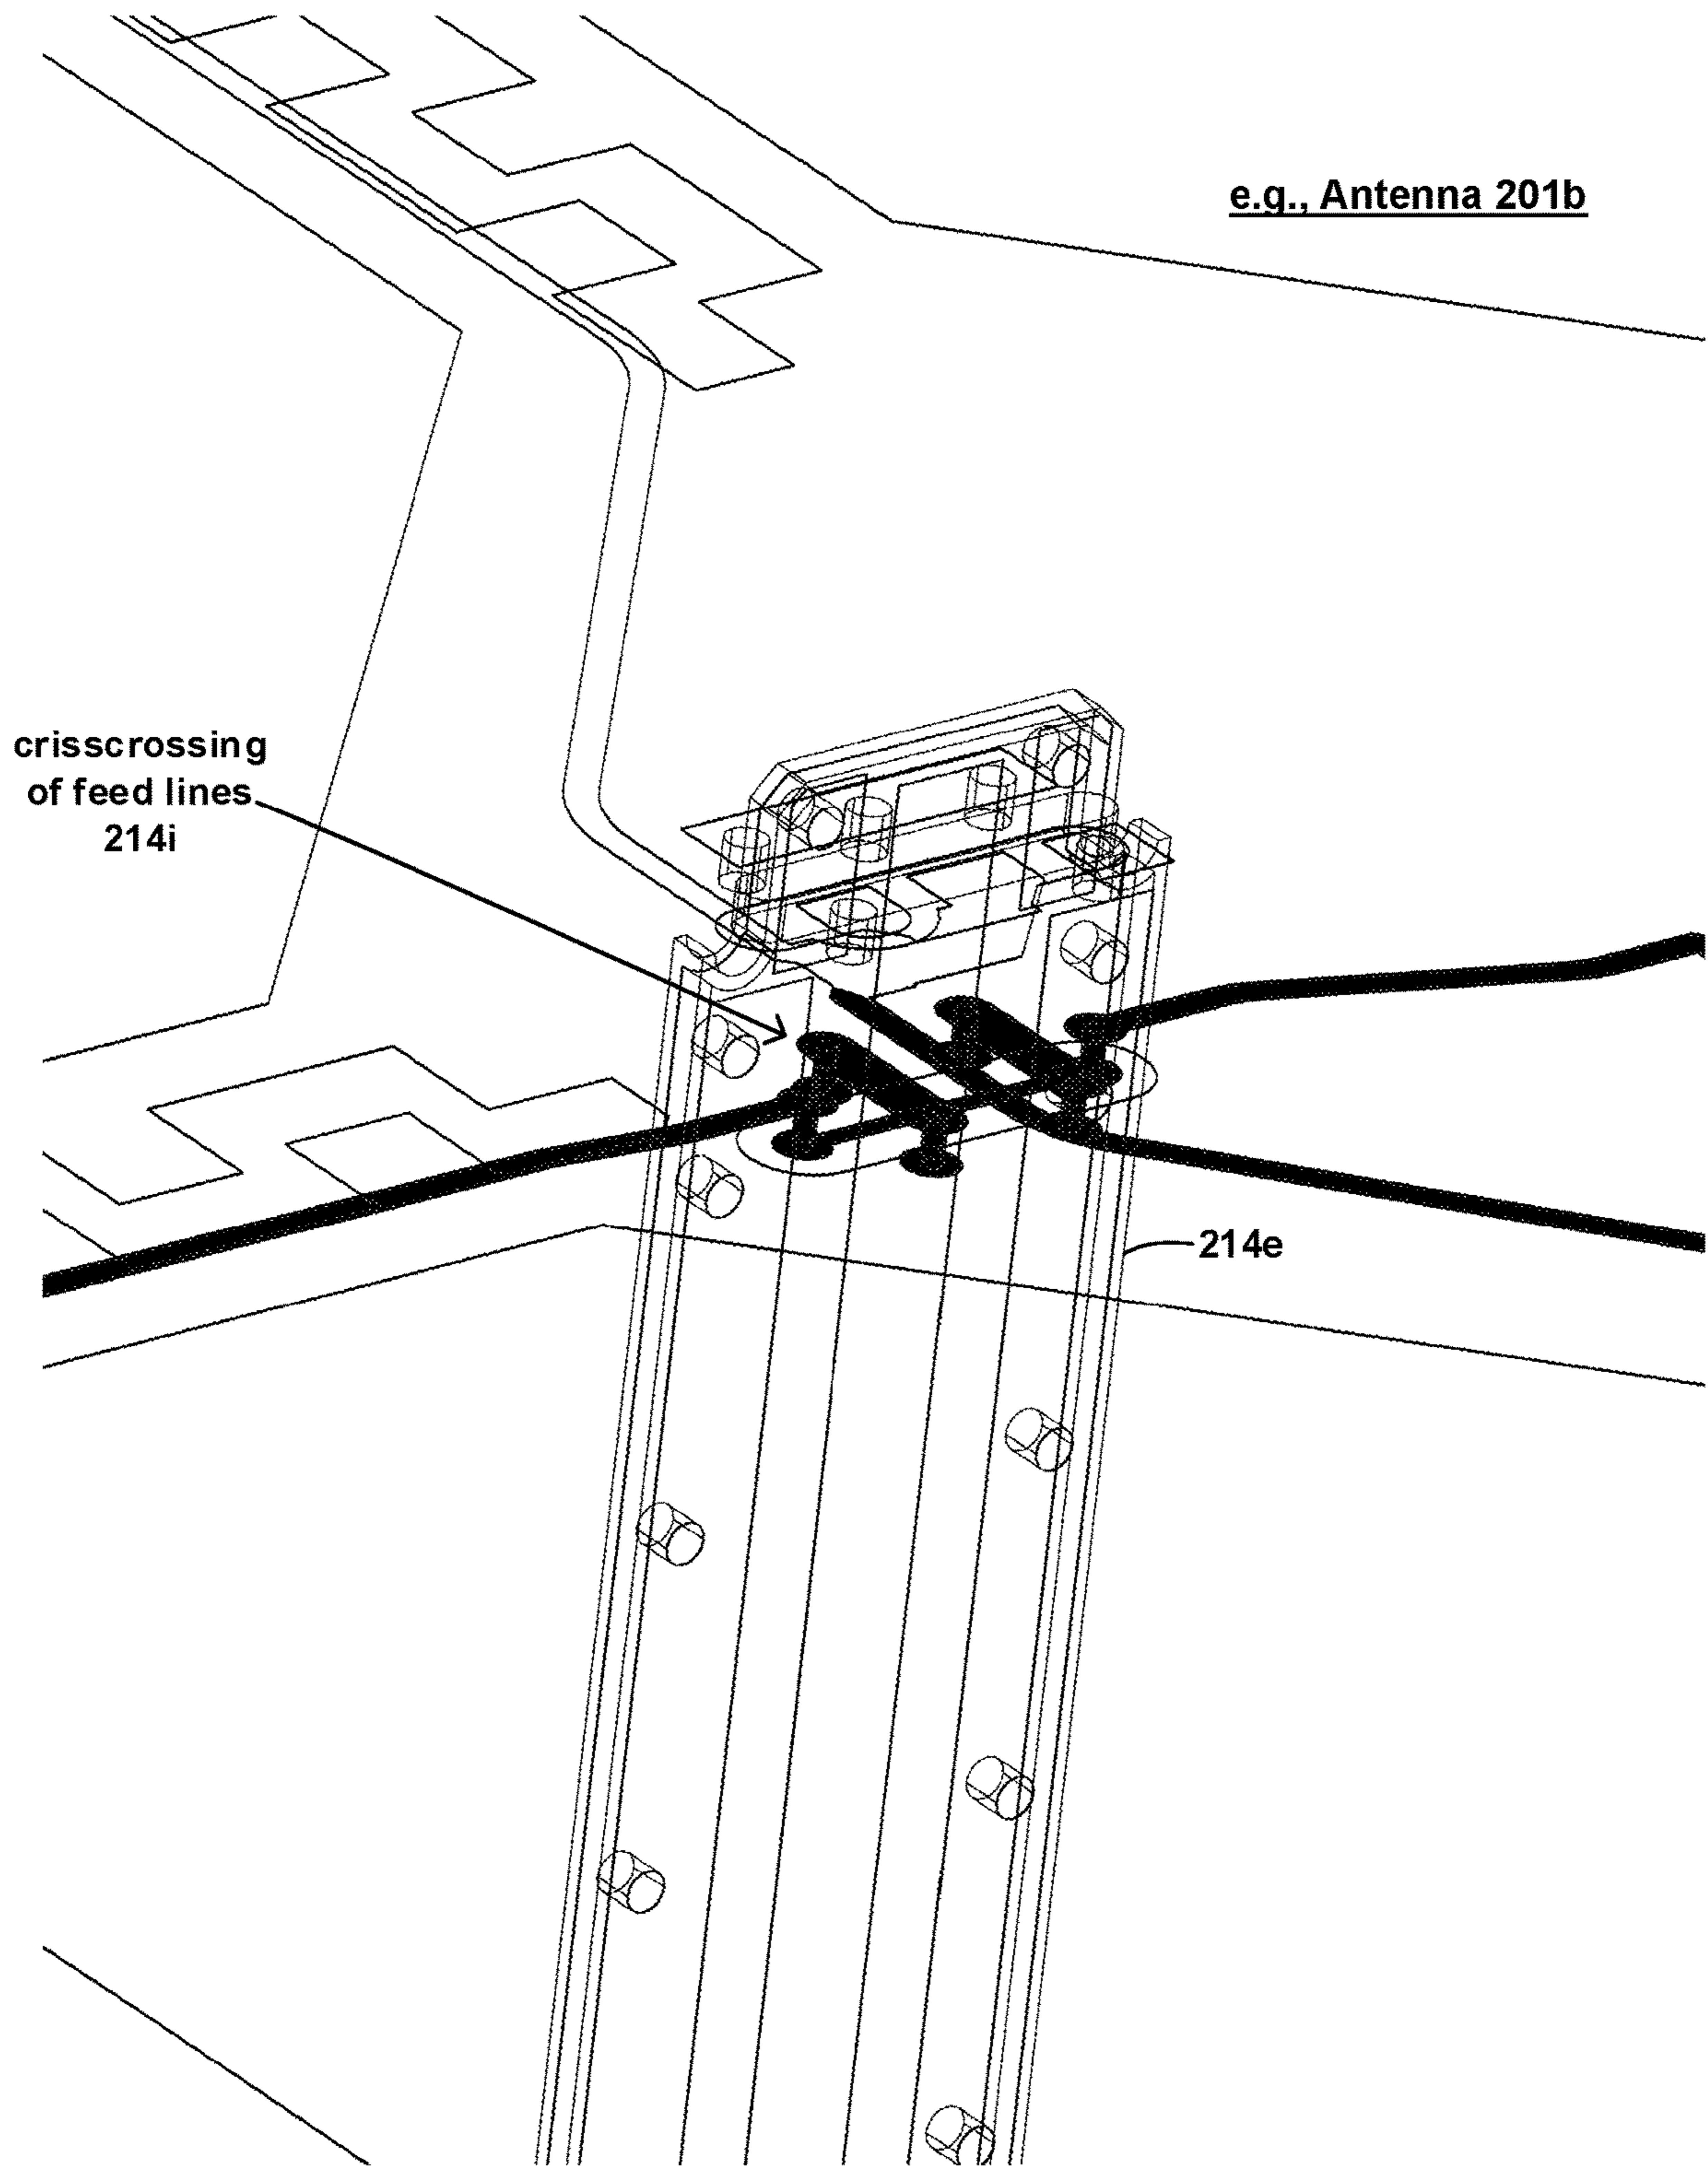 e.g., Antenna 201b
crisscrossing
of feed lines
214i
214e